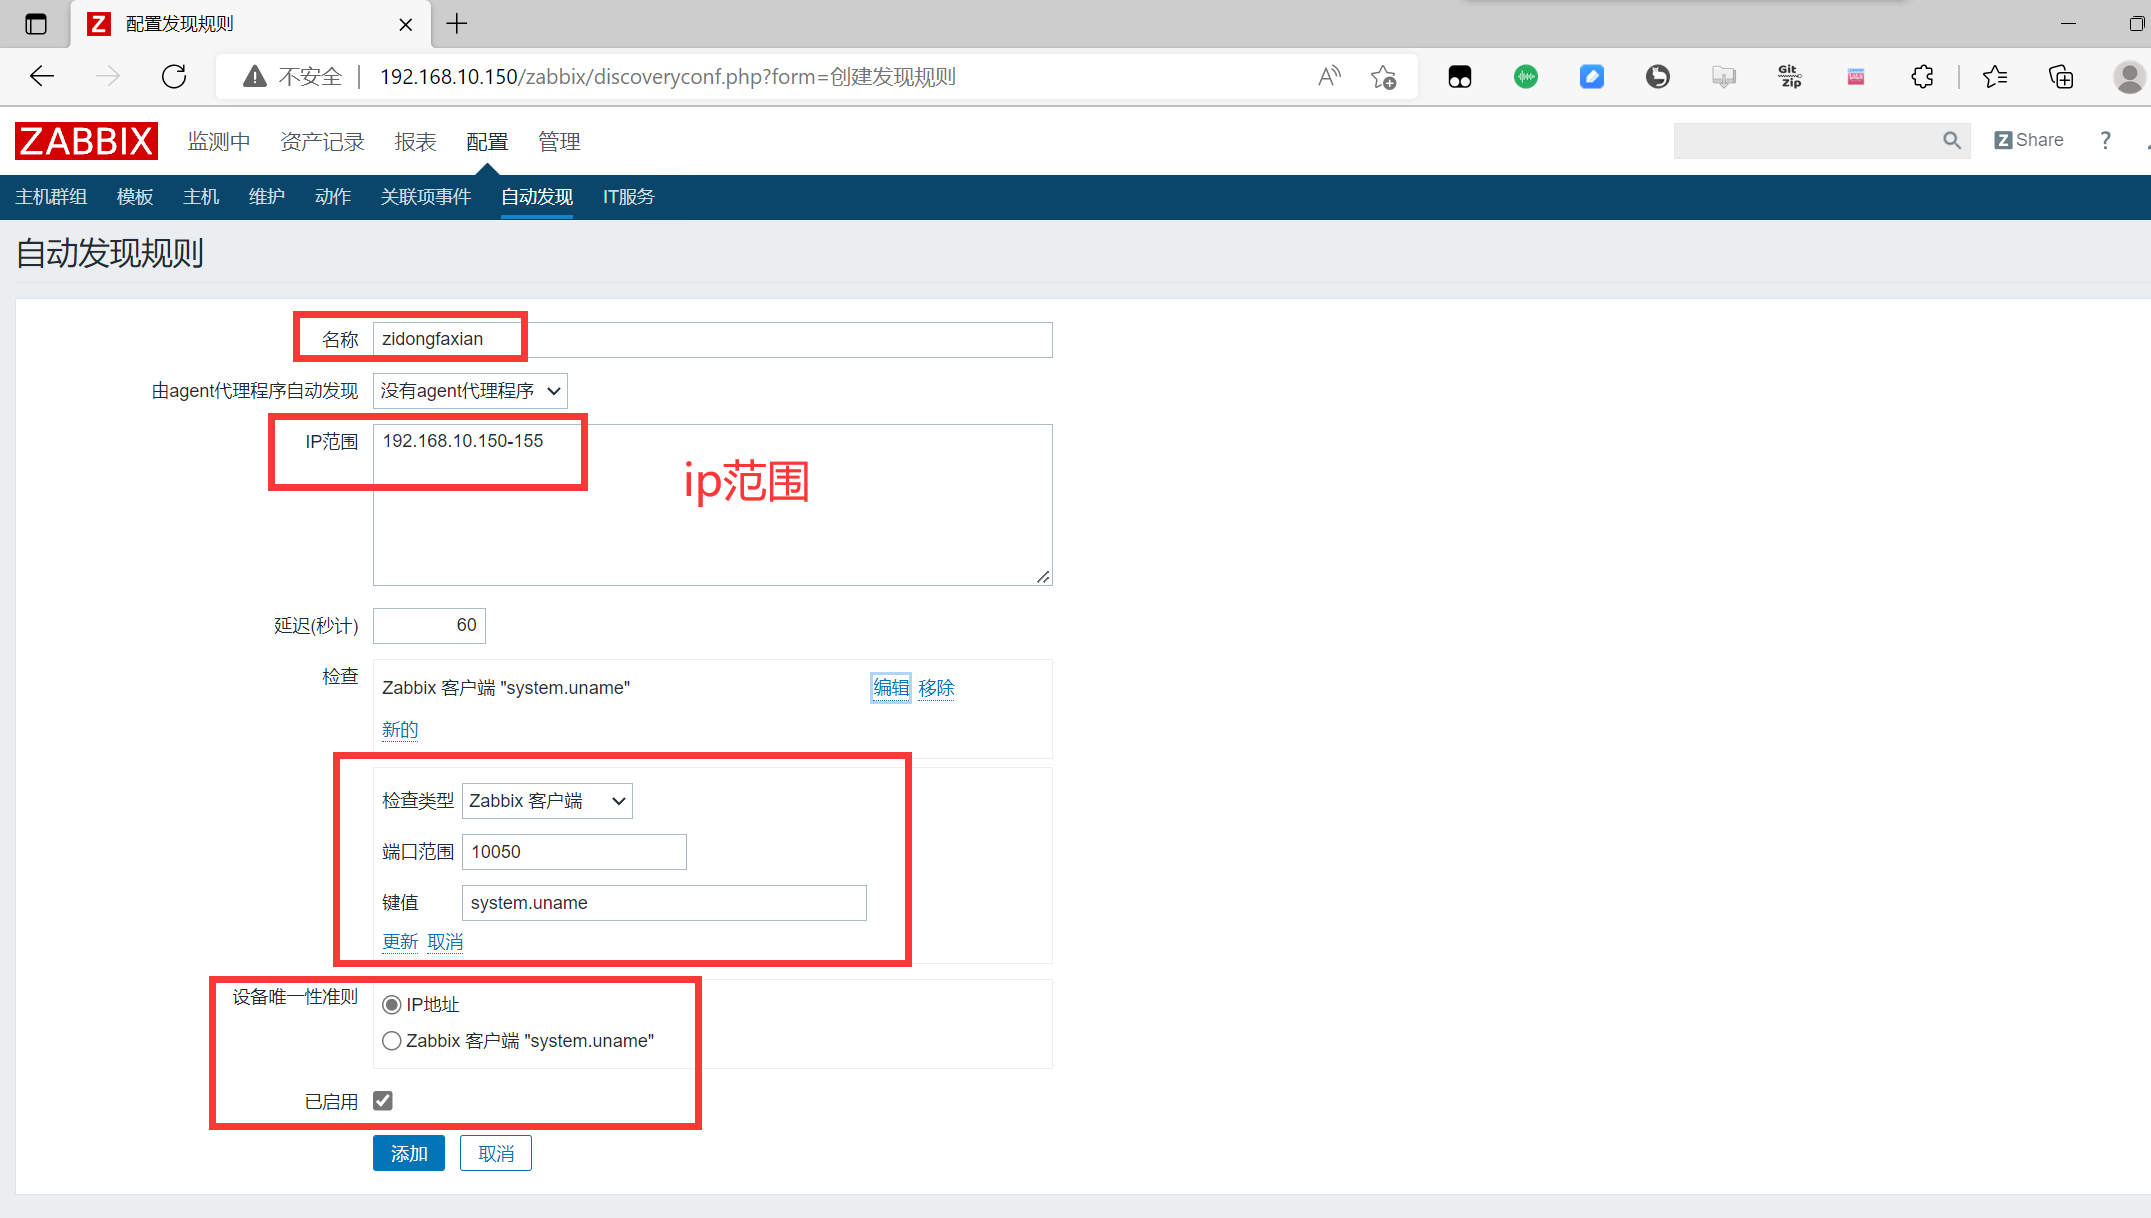 配置发现规则
不安全 192.168.10.150/zabbix/discoveryconf.php?form=创建发现规则
Git Zip
ZABBIX 监测中 资产记录 报表 配置 管理 Z Share ?
主机群组 模板 主机 维护 动作 关联项事件 自动发现 IT服务
自动发现规则
名称 zidongfaxian
由agent代理程序自动发现 没有agent代理程序
IP范围 192.168.10.150-155
ip范围
延迟(秒计) 60
检查 Zabbix 客户端 "system.uname" 编辑 移除
新的
检查类型 Zabbix 客户端
端口范围 10050
键值 system.uname
更新 取消
设备唯一性准则 IP地址
Zabbix 客户端 "system.uname"
已启用
添加 取消